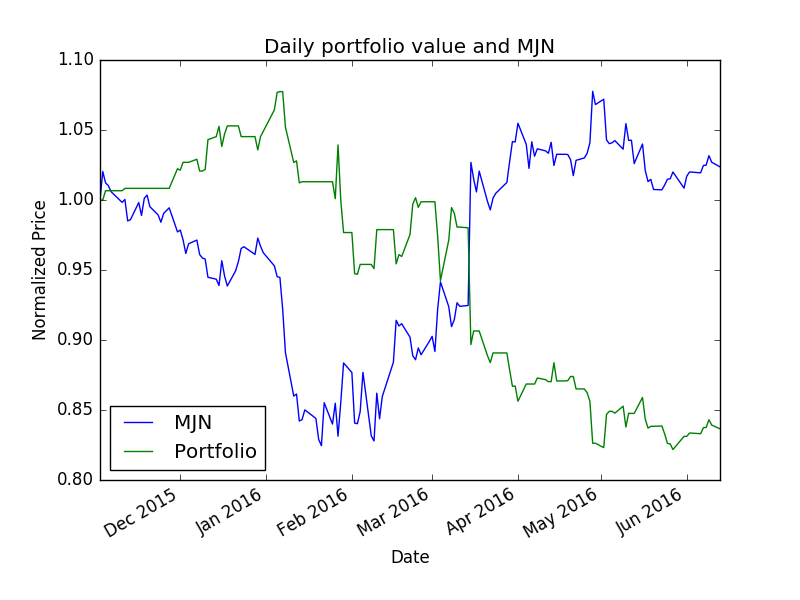 Daily portfolio value and MJN
1.10
1.05
1.00
0.95
0.90
0.85
0.80
Normalized Price
MJN
Portfolio
Dec 2015
Jan 2016
Feb 2016
Mar 2016
Apr 2016
May 2016
Jun 2016
Date